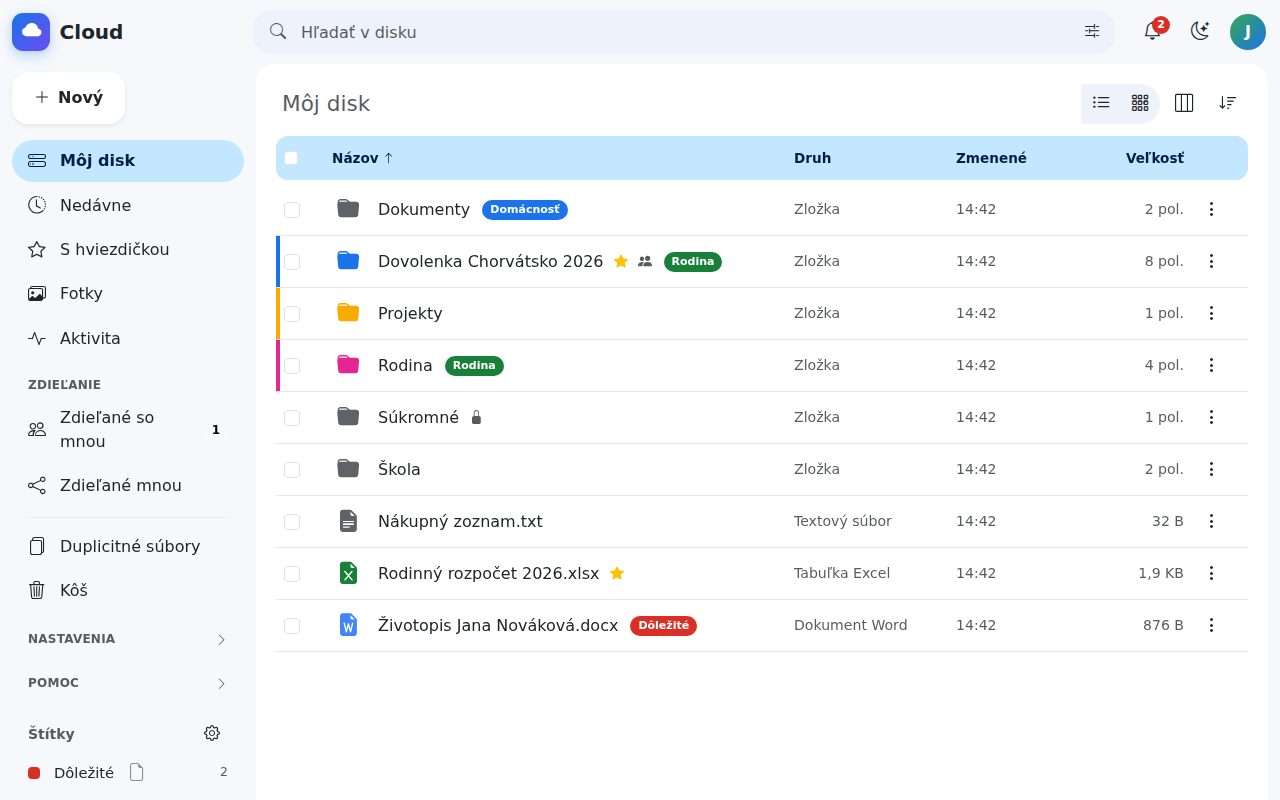 Cloud
Hľadať v disku
2
J
Nový
Môj disk
Nedávne
S hviezdičkou
Fotky
Aktivita
ZDIEĽANIE
Zdieľané so
mnou
1
Zdieľané mnou
Duplicitné súbory
Kôš
NASTAVENIA
POMOC
Štítky
Dôležité 2
Môj disk
Názov ↑ Druh Zmenené Veľkosť
Dokumenty Domácnosť Zložka 14:42 2 pol.
Dovolenka Chorvátsko 2026 Rodina Zložka 14:42 8 pol.
Projekty Zložka 14:42 1 pol.
Rodina Rodina Zložka 14:42 4 pol.
Súkromné Zložka 14:42 1 pol.
Škola Zložka 14:42 2 pol.
Nákupný zoznam.txt Textový súbor 14:42 32 B
Rodinný rozpočet 2026.xlsx Tabuľka Excel 14:42 1,9 KB
Životopis Jana Nováková.docx Dôležité Dokument Word 14:42 876 B